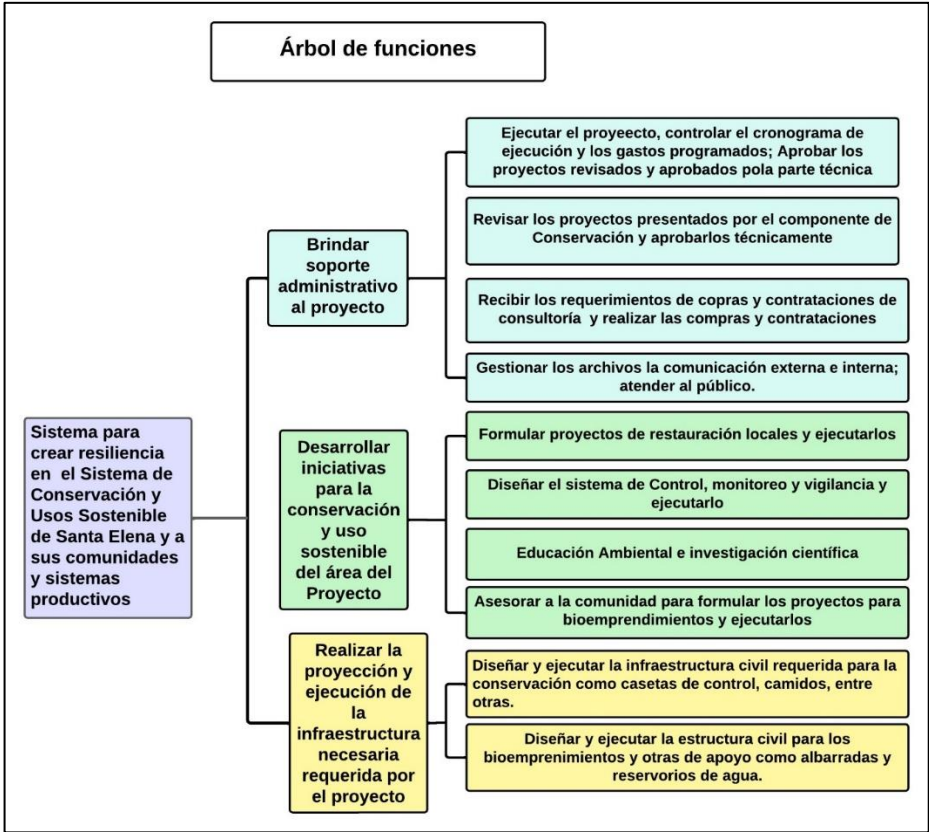 Árbol de funciones
Sistema para
crear resiliencia
en el Sistema de
Conservación y
Usos Sostenible
de Santa Elena y a
sus comunidades
y sistemas
productivos
Brindar
soporte
administrativo
al proyecto
Ejecutar el proyeecto, controlar el cronograma de
ejecución y los gastos programados; Aprobar los
proyectos revisados y aprobados pola parte técnica
Revisar los proyectos presentados por el componente de
Conservación y aprobarlos técnicamente
Recibir los requerimientos de copras y contrataciones de
consultoría y realizar las compras y contrataciones
Gestionar los archivos la comunicación externa e interna;
atender al público.
Desarrollar
iniciativas
para la
conservación
y uso
sostenible
del área del
Proyecto
Formular proyectos de restauración locales y ejecutarlos
Diseñar el sistema de Control, monitoreo y vigilancia y
ejecutarlo
Educación Ambiental e investigación científica
Asesorar a la comunidad para formular los proyectos para
bioemprendimientos y ejecutarlos
Realizar la
proyección y
ejecución de
la
infraestructura
necesaria
requerida por
el proyecto
Diseñar y ejecutar la infraestructura civil requerida para la
conservación como casetas de control, camidos, entre
otras.
Diseñar y ejecutar la estructura civil para los
bioemprenimientos y otras de apoyo como albarradas y
reservorios de agua.